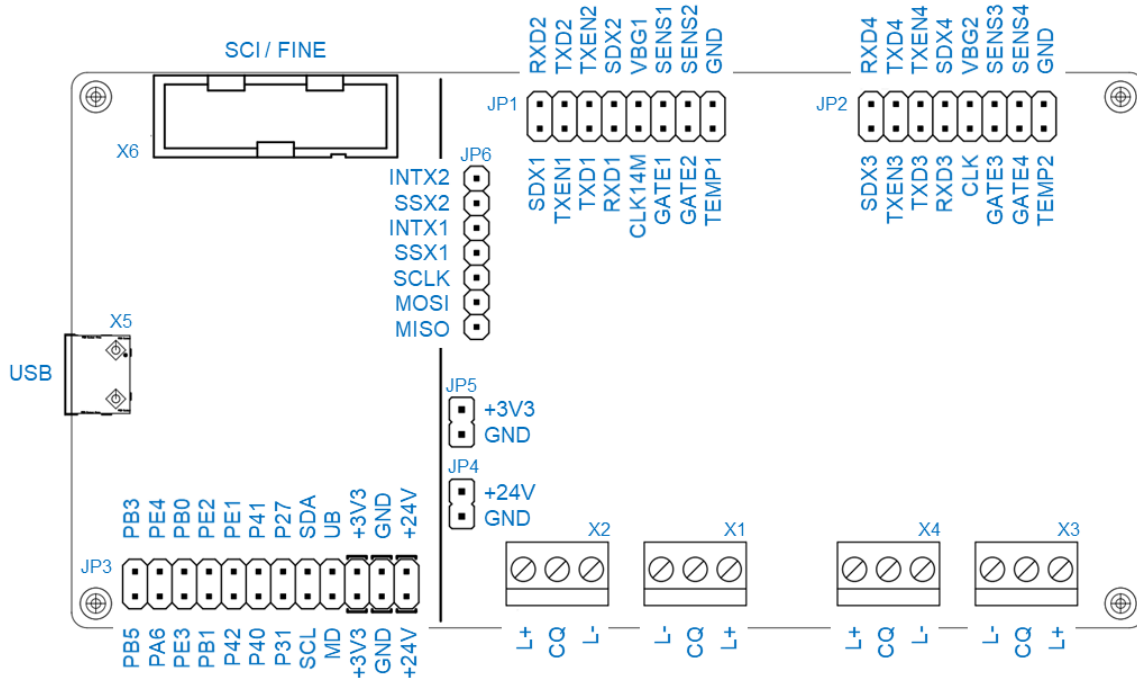 SCI / FINE
X6
RXD2 TXD2 TXEN2 SDX2 VBG1 SENS1 SENS2 GND
JP1
SDX1 TXEN1 TXD1 RXD1 CLK14M GATE1 GATE2 TEMP1
RXD4 TXD4 TXEN4 SDX4 VBG2 SENS3 SENS4 GND
JP2
SDX3 TXEN3 TXD3 RXD3 CLK GATE3 GATE4 TEMP2
JP6
INTX2
SSX2
INTX1
SSX1
SCLK
MOSI
MISO
X5
USB
JP5
+3V3
GND
JP4
+24V
GND
PB3 PE4 PB0 PE2 PE1 P41 P27 SDA UB +3V3 GND +24V
JP3
PB5 PA6 PE3 PB1 P42 P40 P31 SCL MD +3V3 GND +24V
X2
L+ CQ L-
X1
L- CQ L+
X4
L+ CQ L-
X3
L- CQ L+